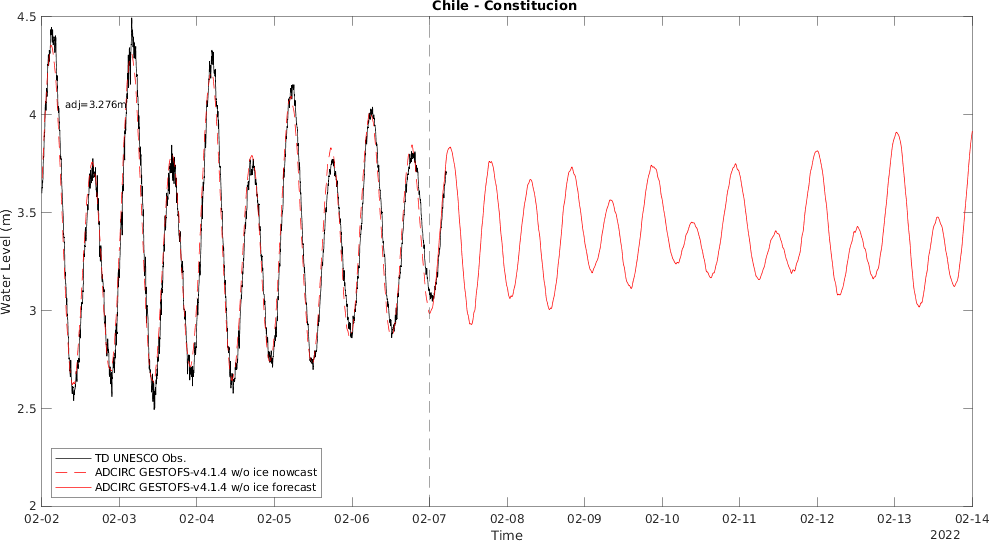 Chile - Constitucion
4.5
4
3.5
3
2.5
2
Water Level (m)
adj=3.276m
TD UNESCO Obs.
ADCIRC GESTOFS-v4.1.4 w/o ice nowcast
ADCIRC GESTOFS-v4.1.4 w/o ice forecast
02-02 02-03 02-04 02-05 02-06 02-07 02-08 02-09 02-10 02-11 02-12 02-13 02-14
Time
2022